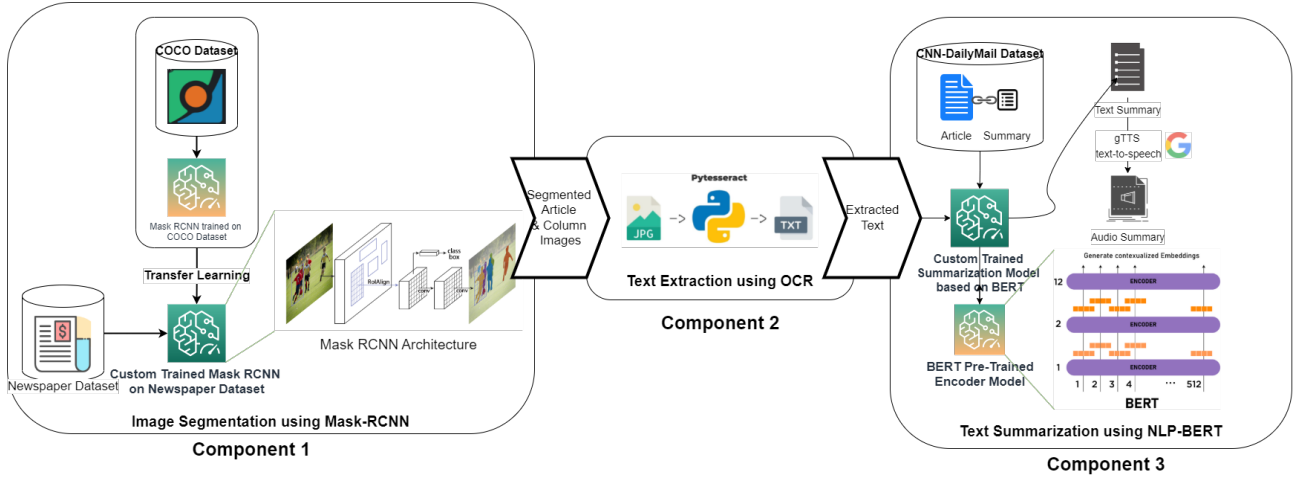 COCO Dataset
Mask RCNN trained on
COCO Dataset
Transfer Learning
Newspaper Dataset
Custom Trained Mask RCNN
on Newspaper Dataset
RoIAlign
class
box
conv
conv
Mask RCNN Architecture
Image Segmentation using Mask-RCNN
Component 1
Segmented
Article
& Column
Images
Pytesseract
JPG
->
->
TXT
Text Extraction using OCR
Component 2
Extracted
Text
CNN-DailyMail Dataset
Article
Summary
Text Summary
gTTS
text-to-speech
Audio Summary
Custom Trained
Summarization Model
based on BERT
BERT Pre-Trained
Encoder Model
Generate contexualized Embeddings
12
ENCODER
2
ENCODER
1
ENCODER
1 2 3 4 ... 512
BERT
Text Summarization using NLP-BERT
Component 3